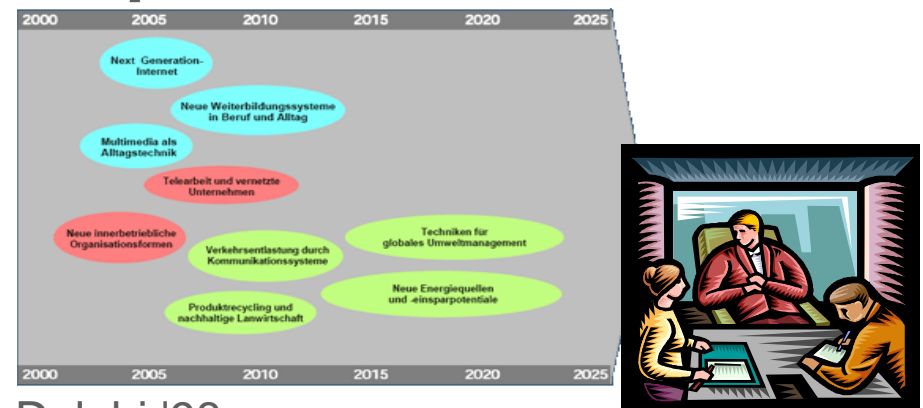 2000 2005 2010 2015 2020 2025
Next Generation-
Internet
Neue Weiterbildungssysteme
in Beruf und Alltag
Multimedia als
Alltagstechnik
Telearbeit und vernetzte
Unternehmen
Neue innerbetriebliche
Organisationsformen
Verkehrsentlastung durch
Kommunikationssysteme
Techniken für
globales Umweltmanagement
Neue Energiequellen
und -einsparpotentiale
Produktrecycling und
nachhaltige Lanwirtschaft
2000 2005 2010 2015 2020 2025